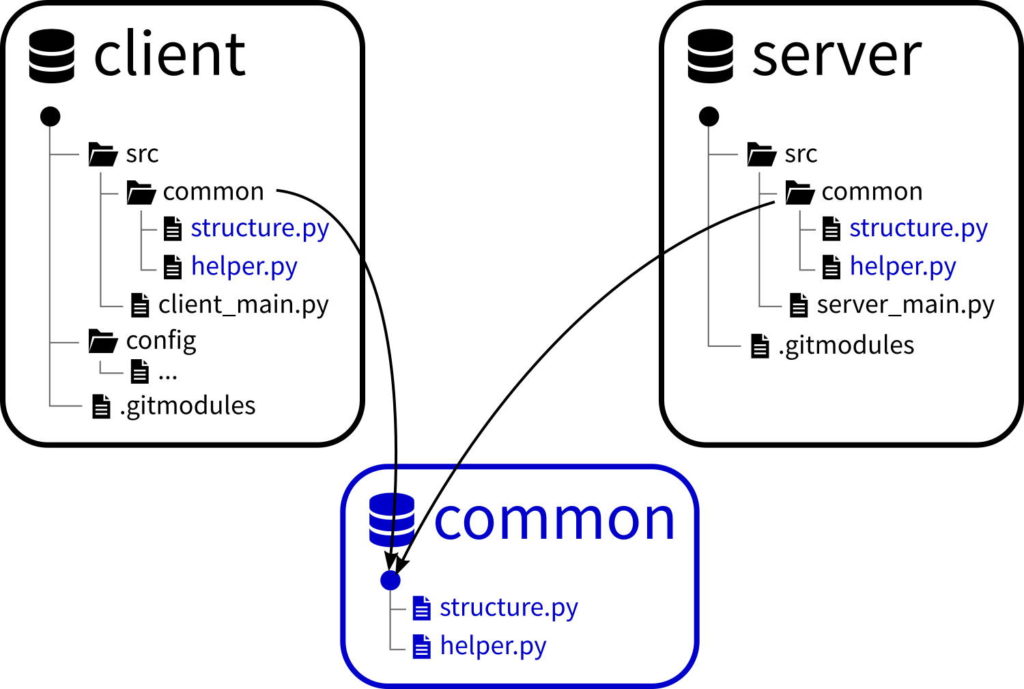 client
src
common
structure.py
helper.py
client_main.py
config
...
.gitmodules
server
src
common
structure.py
helper.py
server_main.py
.gitmodules
common
structure.py
helper.py